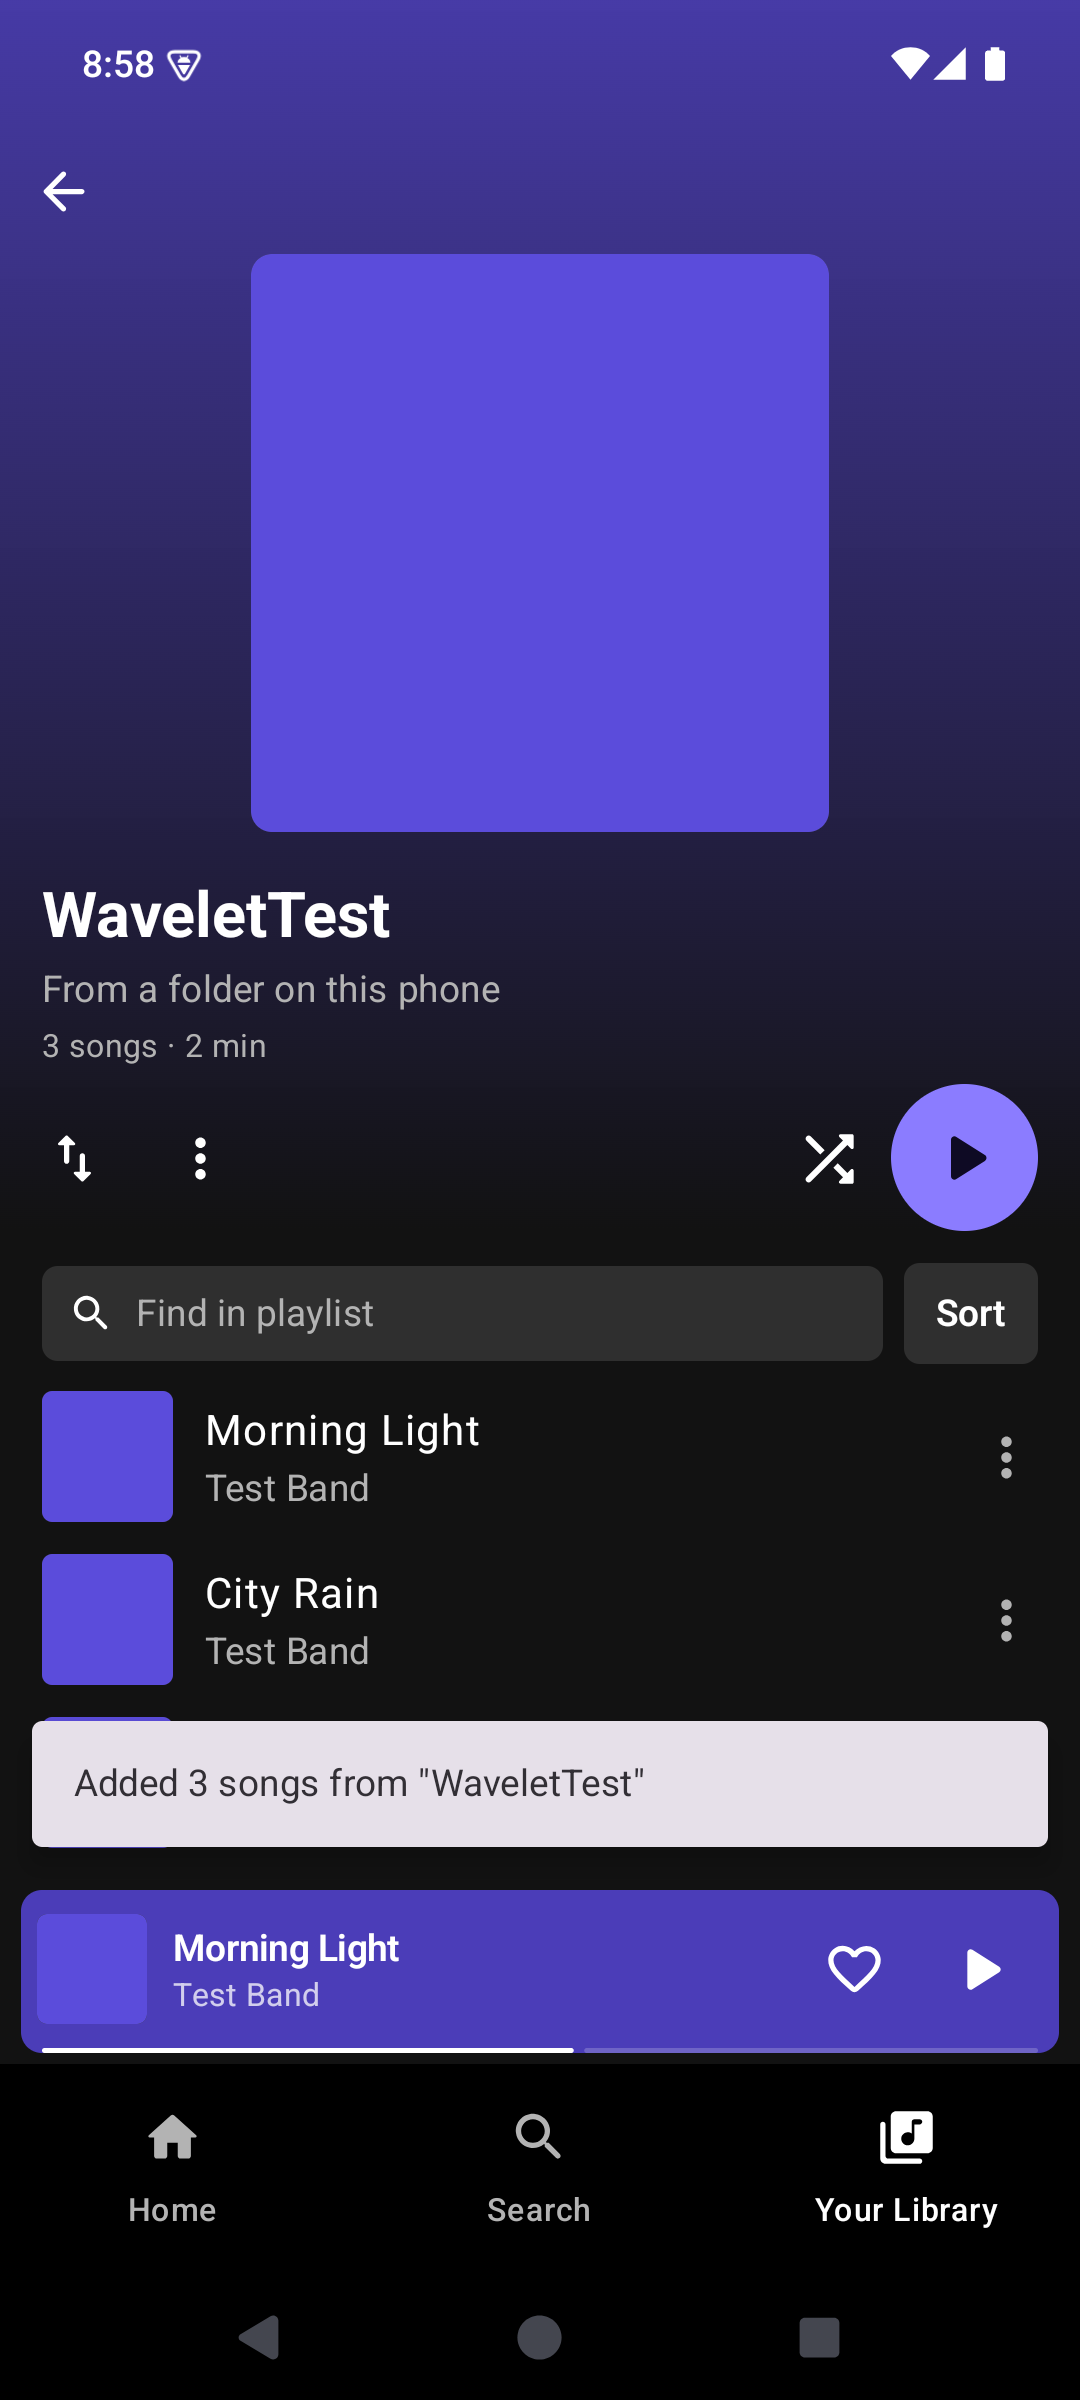 8:58
WaveletTest
From a folder on this phone
3 songs · 2 min
Find in playlist
Sort
Morning Light
Test Band
City Rain
Test Band
Added 3 songs from "WaveletTest"
Morning Light
Test Band
Home
Search
Your Library